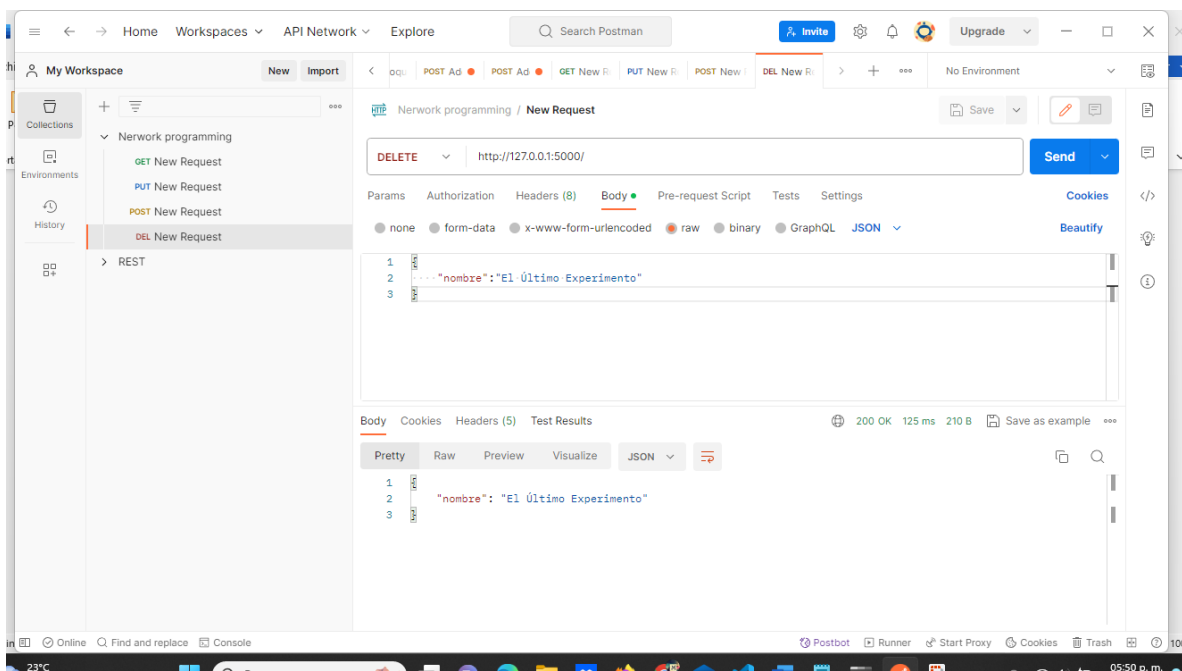 Home Workspaces API Network Explore Search Postman Invite Upgrade
My Workspace New Import POST Ad POST Ad GET New R PUT New R POST New DEL New R No Environment
Collections
Nerwork programming / New Request Save
Nerwork programming
GET New Request
PUT New Request
POST New Request
DEL New Request
REST
Environments
History
DELETE http://127.0.0.1:5000/ Send
Params Authorization Headers (8) Body Pre-request Script Tests Settings Cookies
none form-data x-www-form-urlencoded raw binary GraphQL JSON Beautify
1 {
2 "nombre":"El Último Experimento"
3 }
Body Cookies Headers (5) Test Results 200 OK 125 ms 210 B Save as example
Pretty Raw Preview Visualize JSON
1 {
2 "nombre": "El Último Experimento"
3 }
Online Find and replace Console Postbot Runner Start Proxy Cookies Trash
23°C 05:50 p. m.